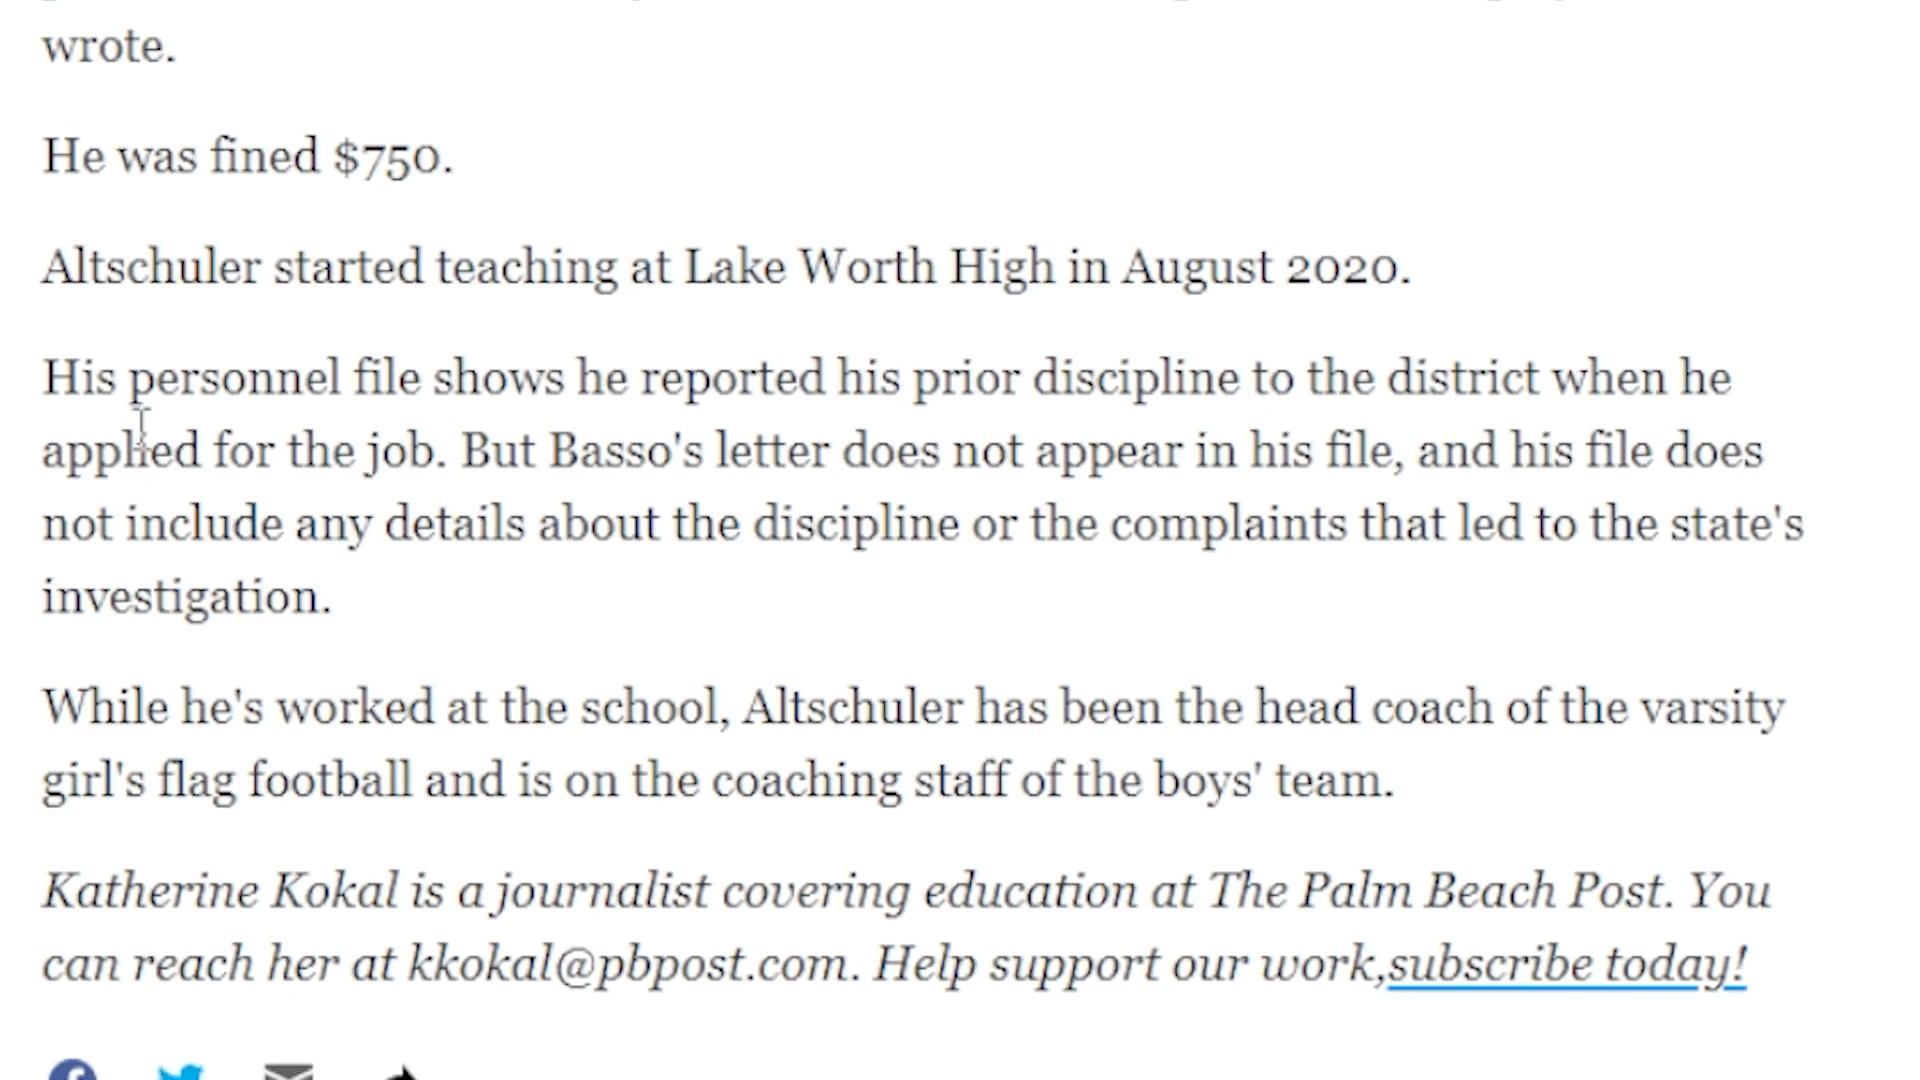 wrote.
He was fined $750.
Altschuler started teaching at Lake Worth High in August 2020.
His personnel file shows he reported his prior discipline to the district when he
applied for the job. But Basso's letter does not appear in his file, and his file does
not include any details about the discipline or the complaints that led to the state's
investigation.
While he's worked at the school, Altschuler has been the head coach of the varsity
girl's flag football and is on the coaching staff of the boys' team.
Katherine Kokal is a journalist covering education at The Palm Beach Post. You
can reach her at kkokal@pbpost.com. Help support our work,subscribe today!